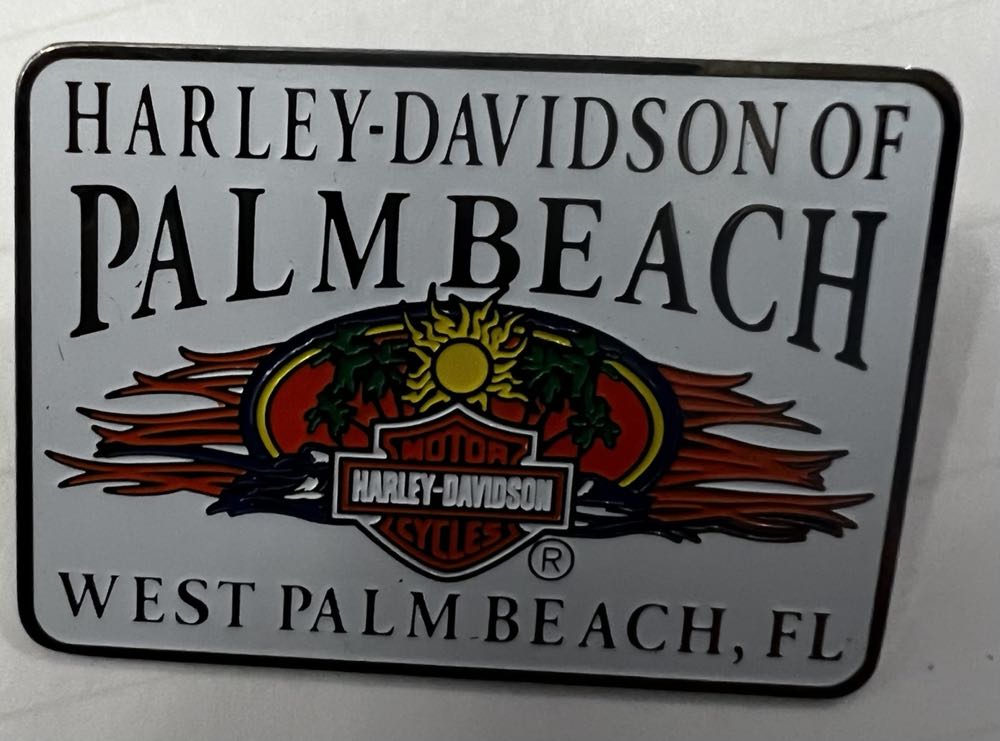 HARLEY-DAVIDSON OF
PALM BEACH
MOTOR
HARLEY-DAVIDSON
CYCLES
®
WEST PALM BEACH, FL